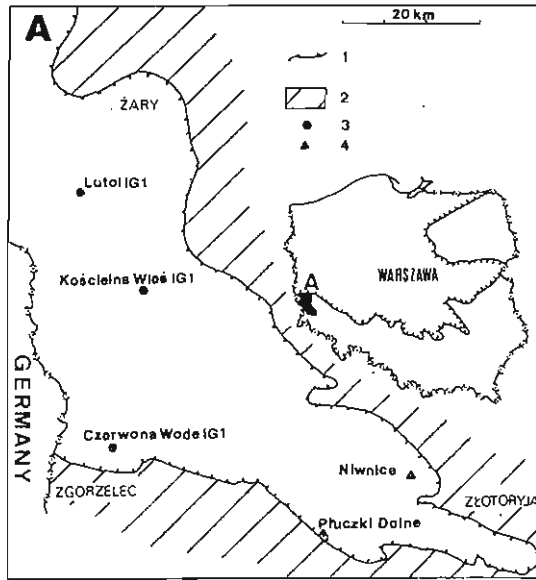 A
20 km
1
2
3
4
ŻARY
Lutol IG1
Kościelna Wieś IG1
WARSZAWA
A
GERMANY
Czerwona Woda IG1
ZGORZELEC
Niwnice
ZŁOTORYJA
Płuczki Dolne